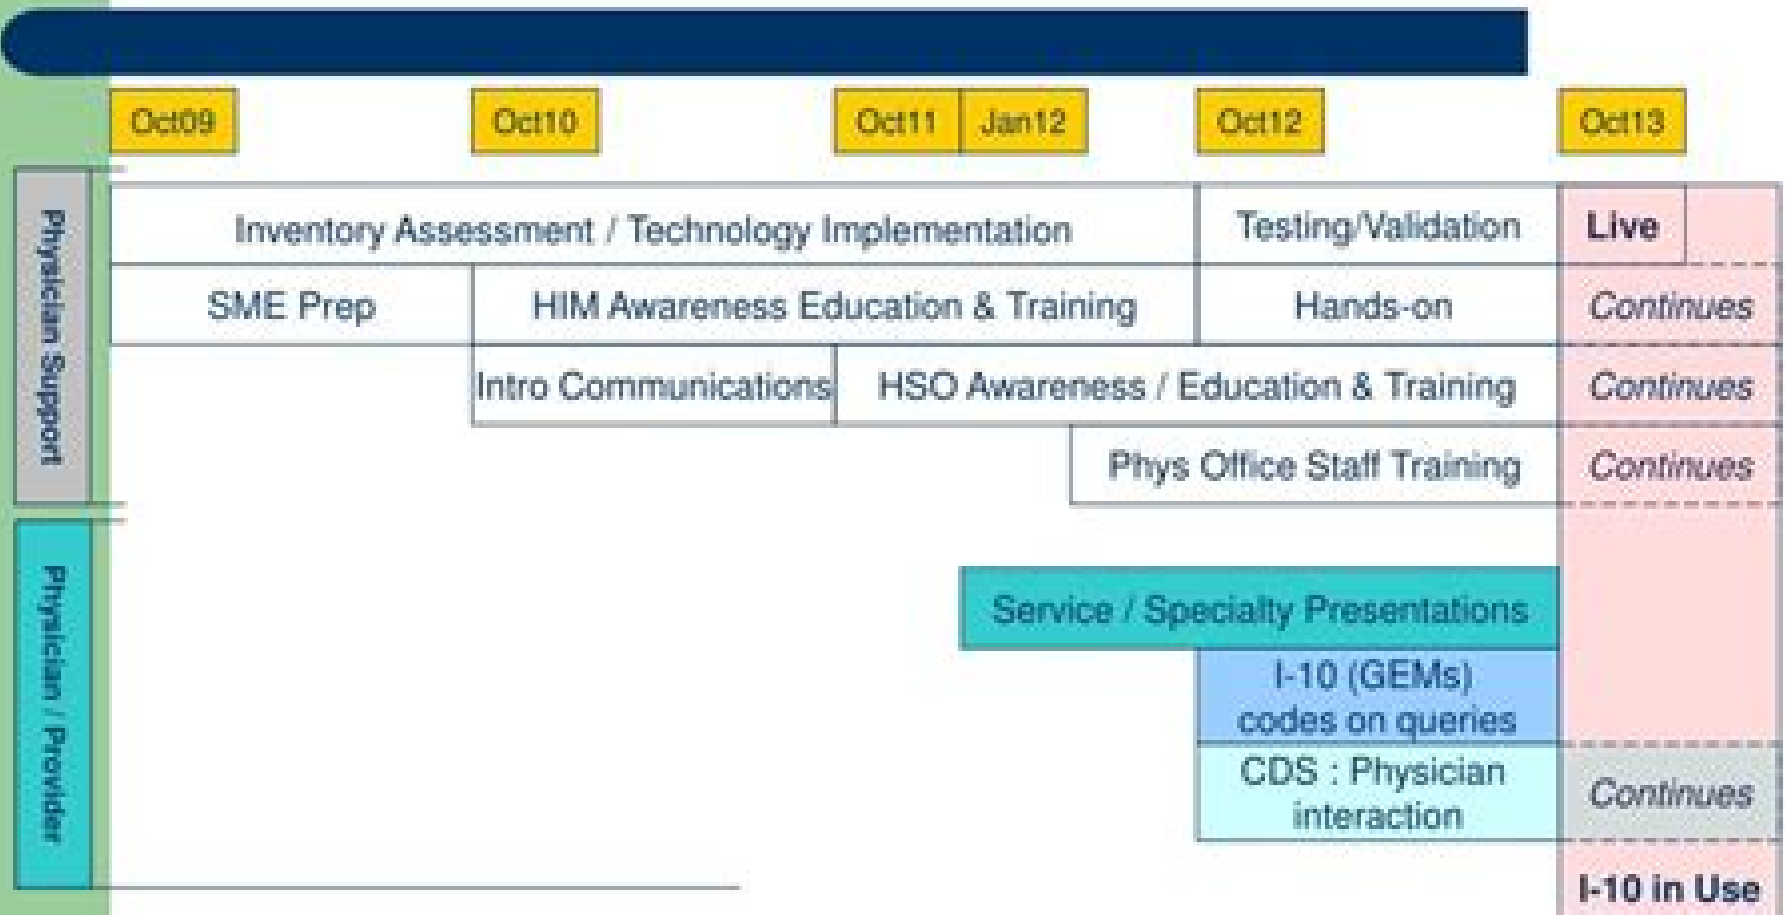 Oct09
Oct10
Oct11
Jan12
Oct12
Oct13
Physician Support
Inventory Assessment / Technology Implementation
Testing/Validation
Live
SME Prep
HIM Awareness Education & Training
Hands-on
Continues
Intro Communications
HSO Awareness / Education & Training
Continues
Phys Office Staff Training
Continues
Physician / Provider
Service / Specialty Presentations
I-10 (GEMs)
codes on queries
CDS : Physician
interaction
Continues
I-10 in Use